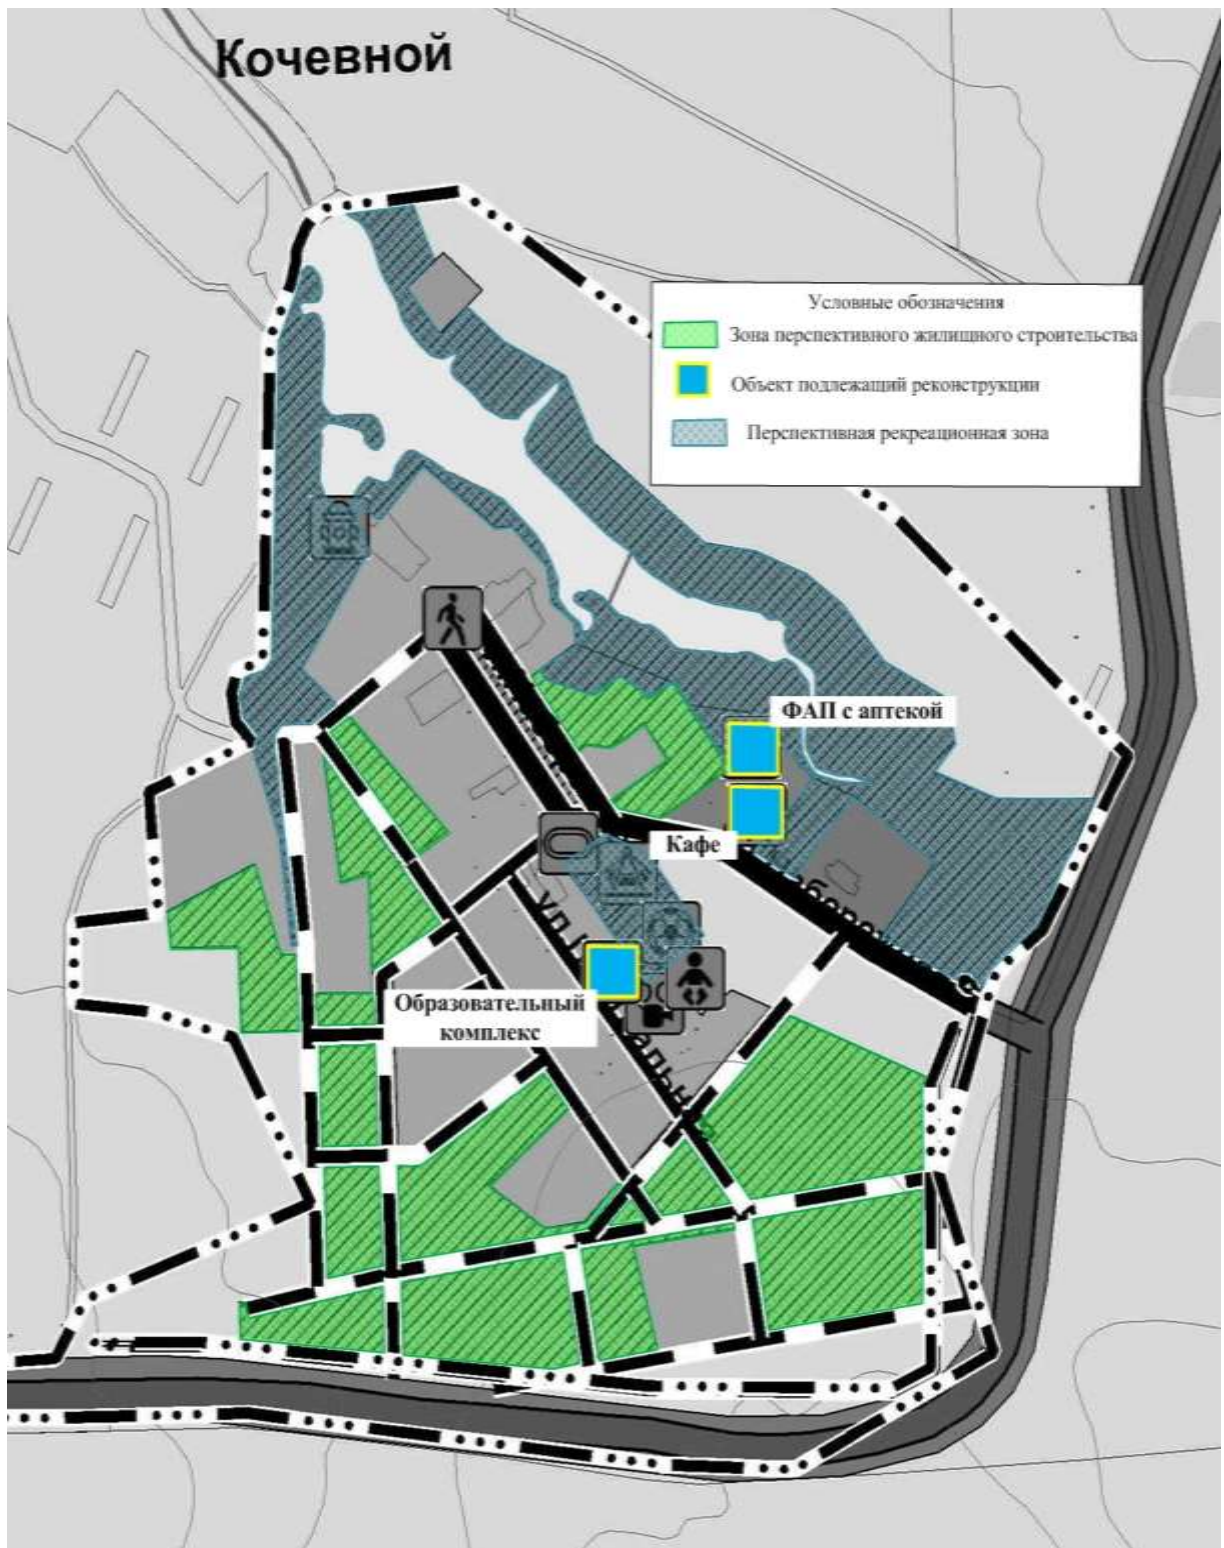 Кочевной
Условные обозначения
Зона перспективного жилищного строительства
Объект подлежащий реконструкции
Перспективная рекреационная зона
ФАП с аптекой
Кафе
Образовательный
комплекс